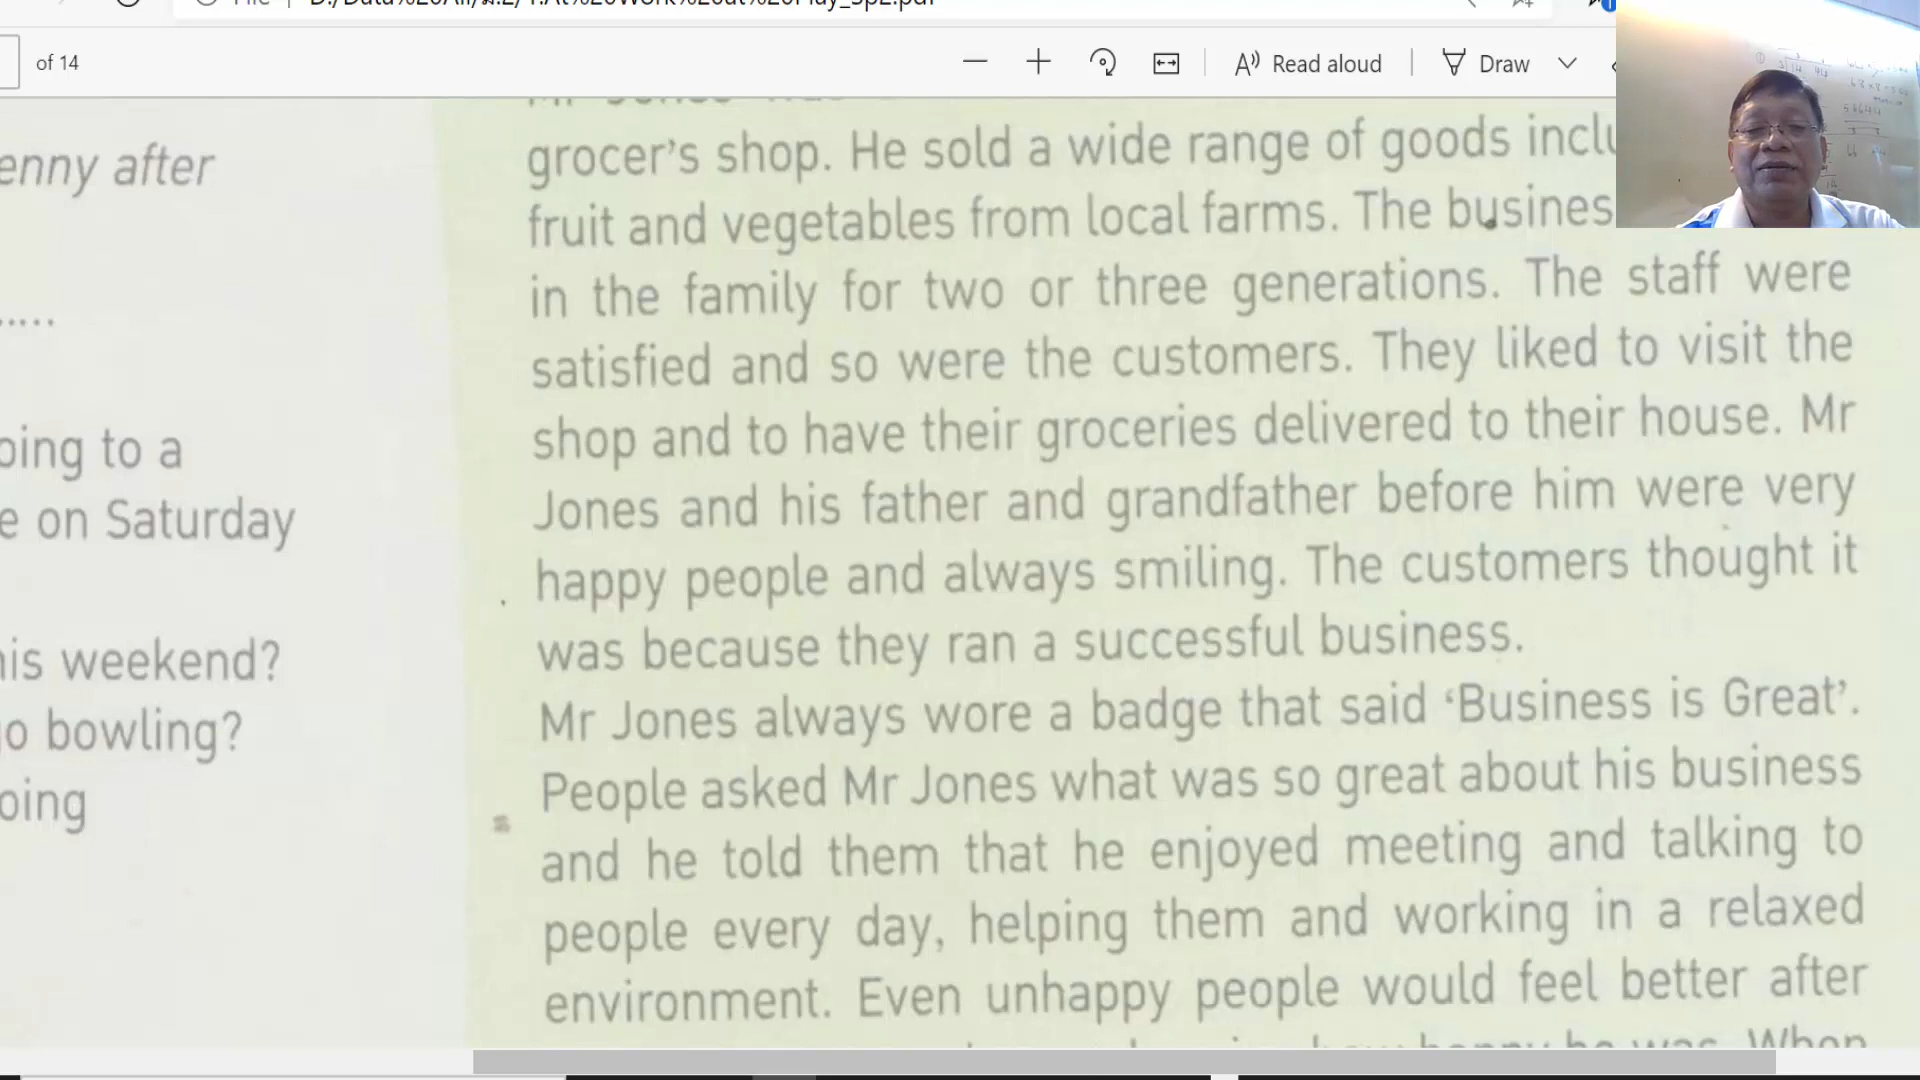 of 14
Read aloud
Draw
enny after
.....
oing to a
e on Saturday
his weekend?
go bowling?
oing
grocer's shop. He sold a wide range of goods inclu
fruit and vegetables from local farms. The busines
in the family for two or three generations. The staff were
satisfied and so were the customers. They liked to visit the
shop and to have their groceries delivered to their house. Mr
Jones and his father and grandfather before him were very
happy people and always smiling. The customers thought it
was because they ran a successful business.
Mr Jones always wore a badge that said ‘Business is Great’.
People asked Mr Jones what was so great about his business
and he told them that he enjoyed meeting and talking to
people every day, helping them and working in a relaxed
environment. Even unhappy people would feel better after